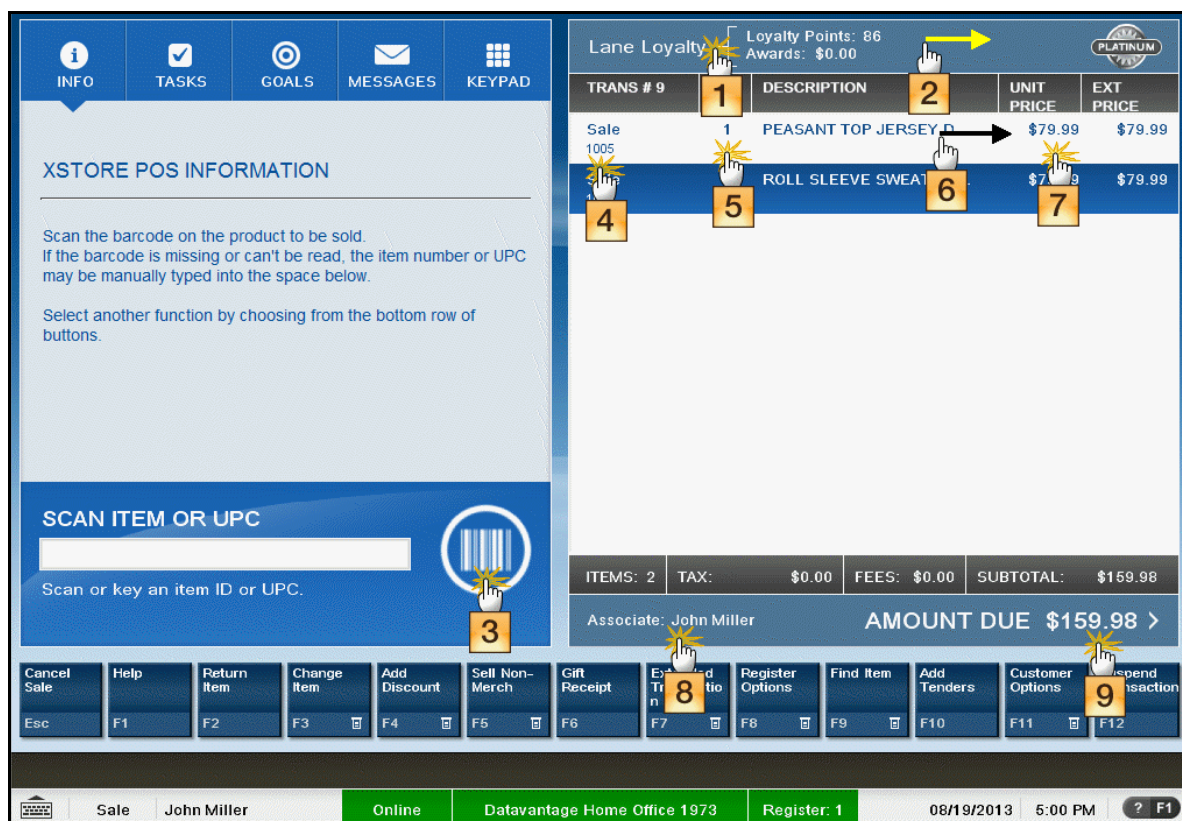 INFO
TASKS
GOALS
MESSAGES
KEYPAD
XSTORE POS INFORMATION
Scan the barcode on the product to be sold.
If the barcode is missing or can't be read, the item number or UPC
may be manually typed into the space below.
Select another function by choosing from the bottom row of
buttons.
SCAN ITEM OR UPC
Scan or key an item ID or UPC.
3
Lane Loyalty
Loyalty Points: 86
Awards: $0.00
PLATINUM
1
2
TRANS # 9
DESCRIPTION
UNIT
PRICE
EXT
PRICE
Sale 1 PEASANT TOP JERSEY D $79.99 $79.99
1005
ROLL SLEEVE $79.99
4
5
6
7
ITEMS: 2 TAX: $0.00 FEES: $0.00 SUBTOTAL: $159.98
Associate: John Miller
AMOUNT DUE $159.98 >
8
9
Cancel
Sale
Esc
Help
F1
Return
Item
F2
Change
Item
F3
Add
Discount
F4
Sell Non-
Merch
F5
Gift
Receipt
F6
F7
Register
Options
F8
Find Item
F9
Add
Tenders
F10
Customer
Options
F11
F12
Sale John Miller Online Datavantage Home Office 1973 Register: 1 08/19/2013 5:00 PM ? F1